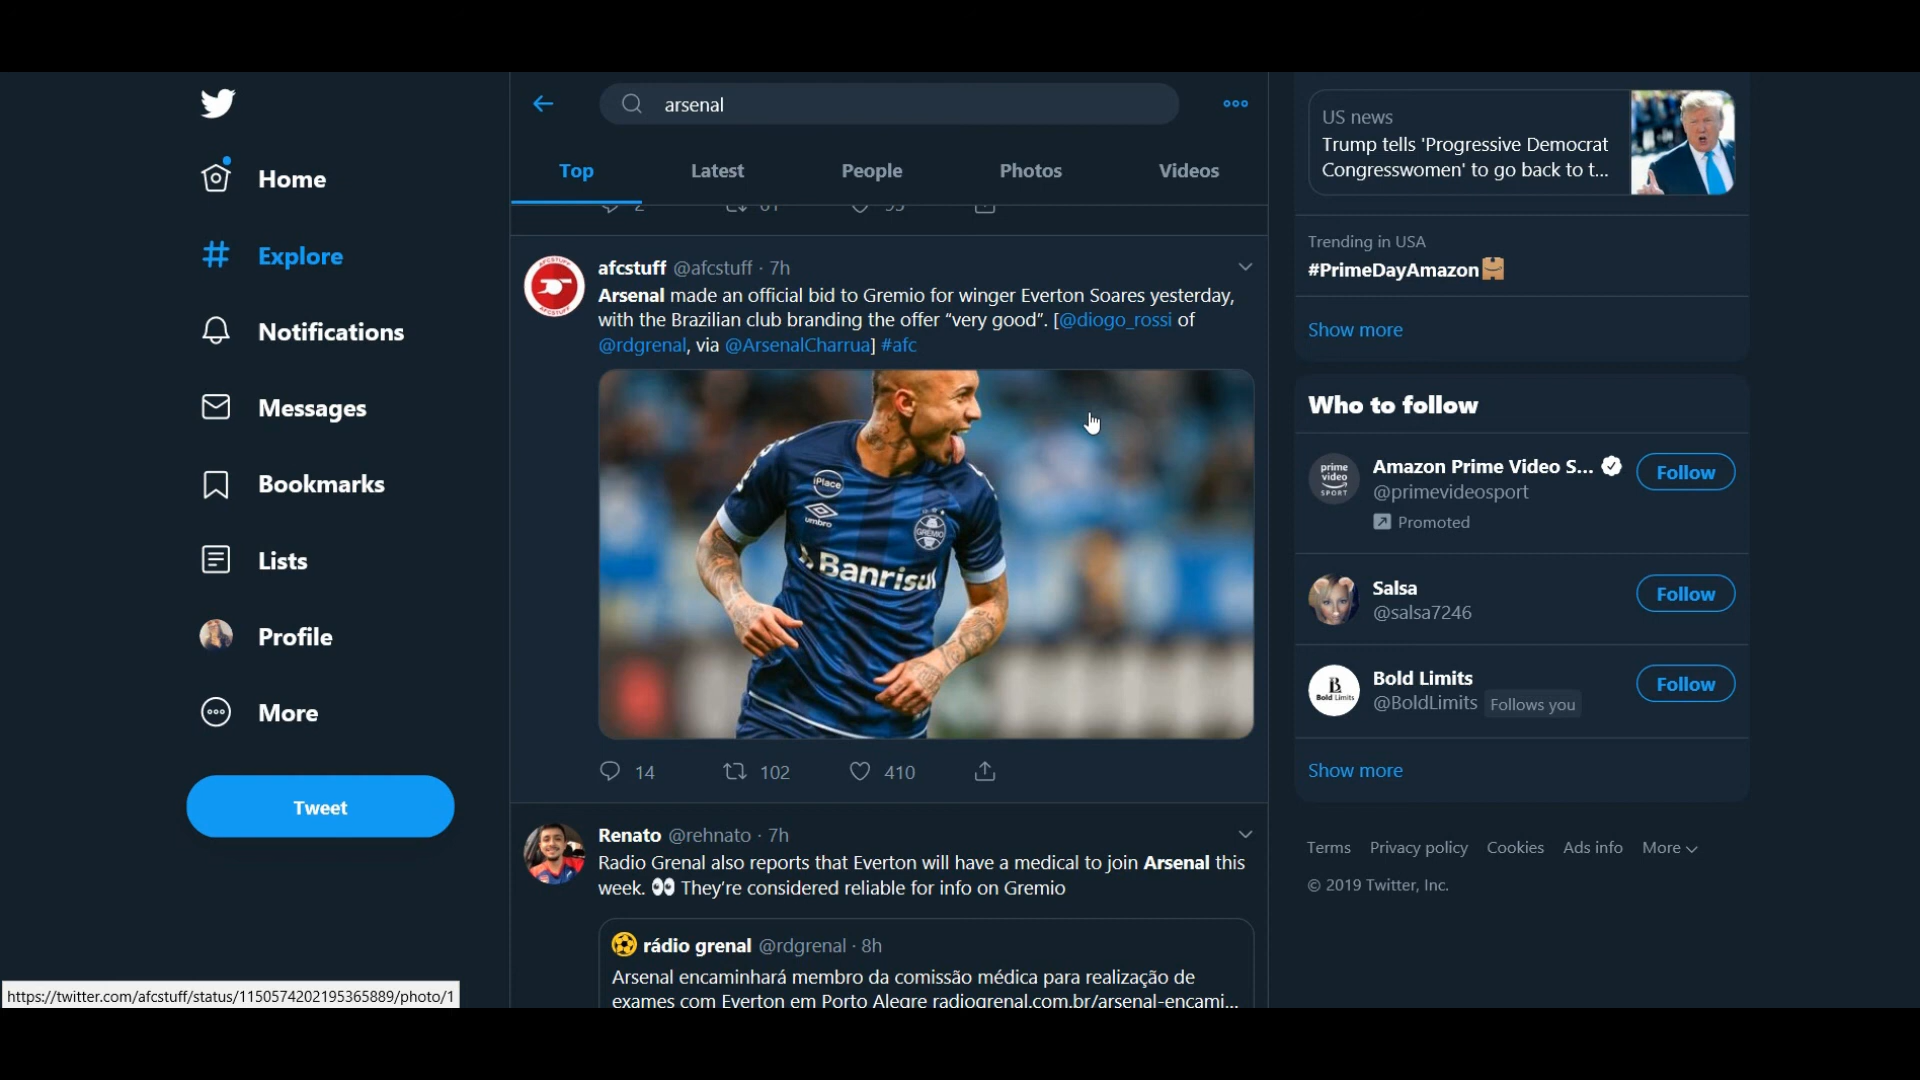 Home
Explore
Notifications
Messages
Bookmarks
Lists
Profile
More
Tweet
https://twitter.com/afcstuff/status/1150574202195365889/photo/1
arsenal
Top
Latest
People
Photos
Videos
afcstuff @afcstuff · 7h
Arsenal made an official bid to Gremio for winger Everton Soares yesterday,
with the Brazilian club branding the offer “very good”. [@diogo_rossi of
@rdgrenal, via @ArsenalCharrua] #afc
iPlace
umbro
GRÊMIO
Banrisul
14
102
410
Renato @rehnato · 7h
Radio Grenal also reports that Everton will have a medical to join Arsenal this
week. 👀 They're considered reliable for info on Gremio
rádio grenal @rdgrenal · 8h
Arsenal encaminhará membro da comissão médica para realização de
exames com Everton em Porto Alegre radiogrenal.com.br/arsenal-encami...
US news
Trump tells 'Progressive Democrat
Congresswomen' to go back to t...
Trending in USA
#PrimeDayAmazon
Show more
Who to follow
prime
video
SPORT
Amazon Prime Video S...
@primevideosport
Promoted
Follow
Salsa
@salsa7246
Follow
B
Bold Limits
Bold Limits
@BoldLimits Follows you
Follow
Show more
Terms Privacy policy Cookies Ads info More
© 2019 Twitter, Inc.